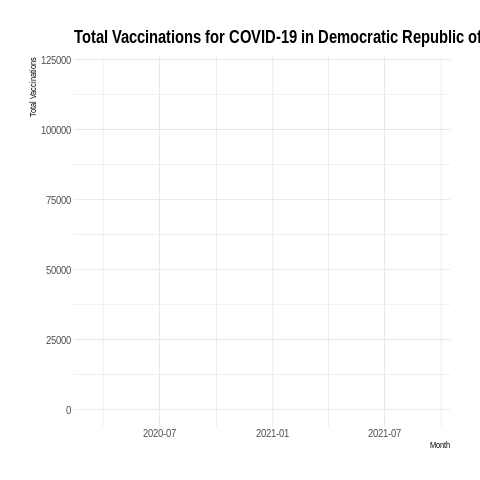 Total Vaccinations for COVID-19 in Democratic Republic of
Total Vaccinations
125000
100000
75000
50000
25000
0
2020-07 2021-01 2021-07
Month